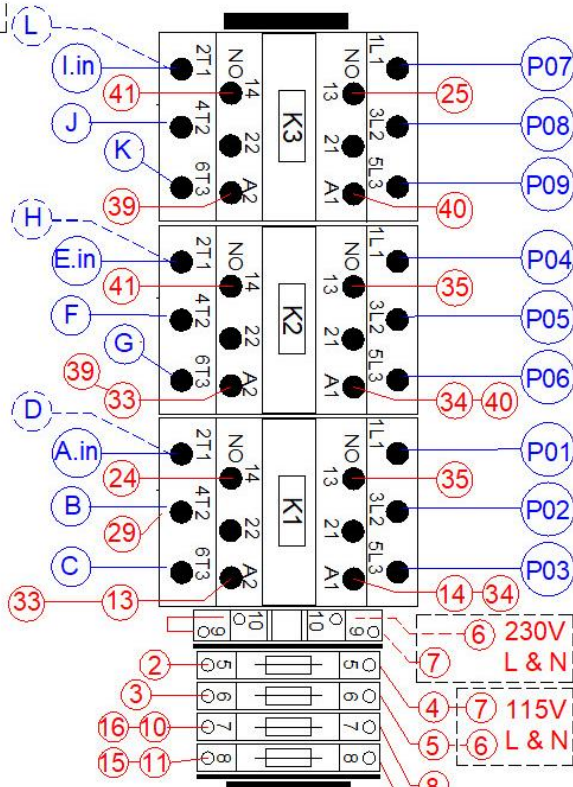 L
I.in
2T1
NO
14
13
NO
1L1
P07
41
25
J
4T2
22
K3
21
3L2
P08
K
6T3
A2
A1
5L3
P09
39
40
H
E.in
2T1
NO
14
13
NO
1L1
P04
41
35
F
4T2
22
K2
21
3L2
P05
G
6T3
A2
A1
5L3
P06
39
33
34
40
D
A.in
2T1
NO
14
13
NO
1L1
P01
24
35
B
4T2
22
K1
21
3L2
P02
29
C
6T3
A2
A1
5L3
P03
33
13
14
34
9
10
10
9
6
230V
7
L & N
2
5
5
3
6
6
4
7
115V
16
10
7
7
5
6
L & N
15
11
8
8
8